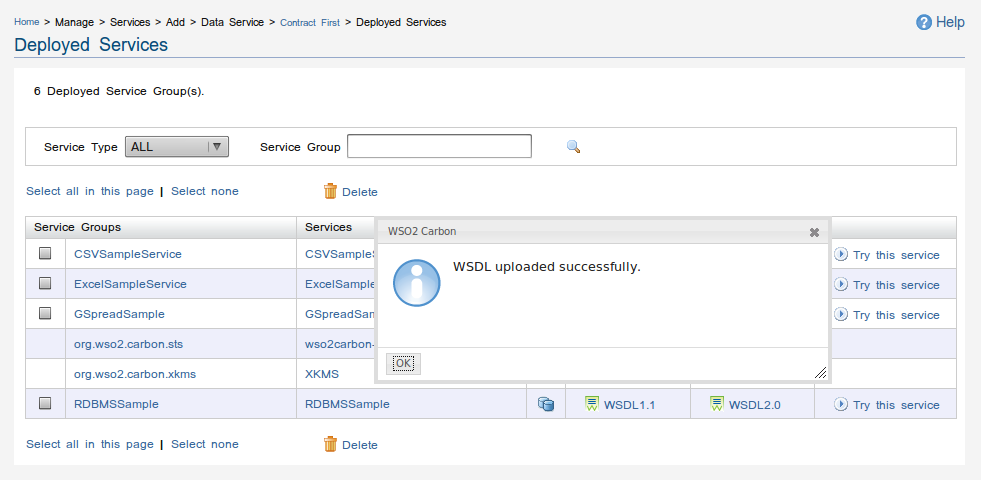 Home > Manage > Services > Add > Data Service > Contract First > Deployed Services
Help
Deployed Services
6 Deployed Service Group(s).
Service Type ALL Service Group
Select all in this page | Select none Delete
Service Groups Services
WSO2 Carbon
WSDL uploaded successfully.
OK
CSVSampleService CSVSample Try this service
ExcelSampleService ExcelSample Try this service
GSpreadSample GSpreadSam Try this service
org.wso2.carbon.sts wso2carbon-
org.wso2.carbon.xkms XKMS
RDBMSSample RDBMSSample WSDL1.1 WSDL2.0 Try this service
Select all in this page | Select none Delete